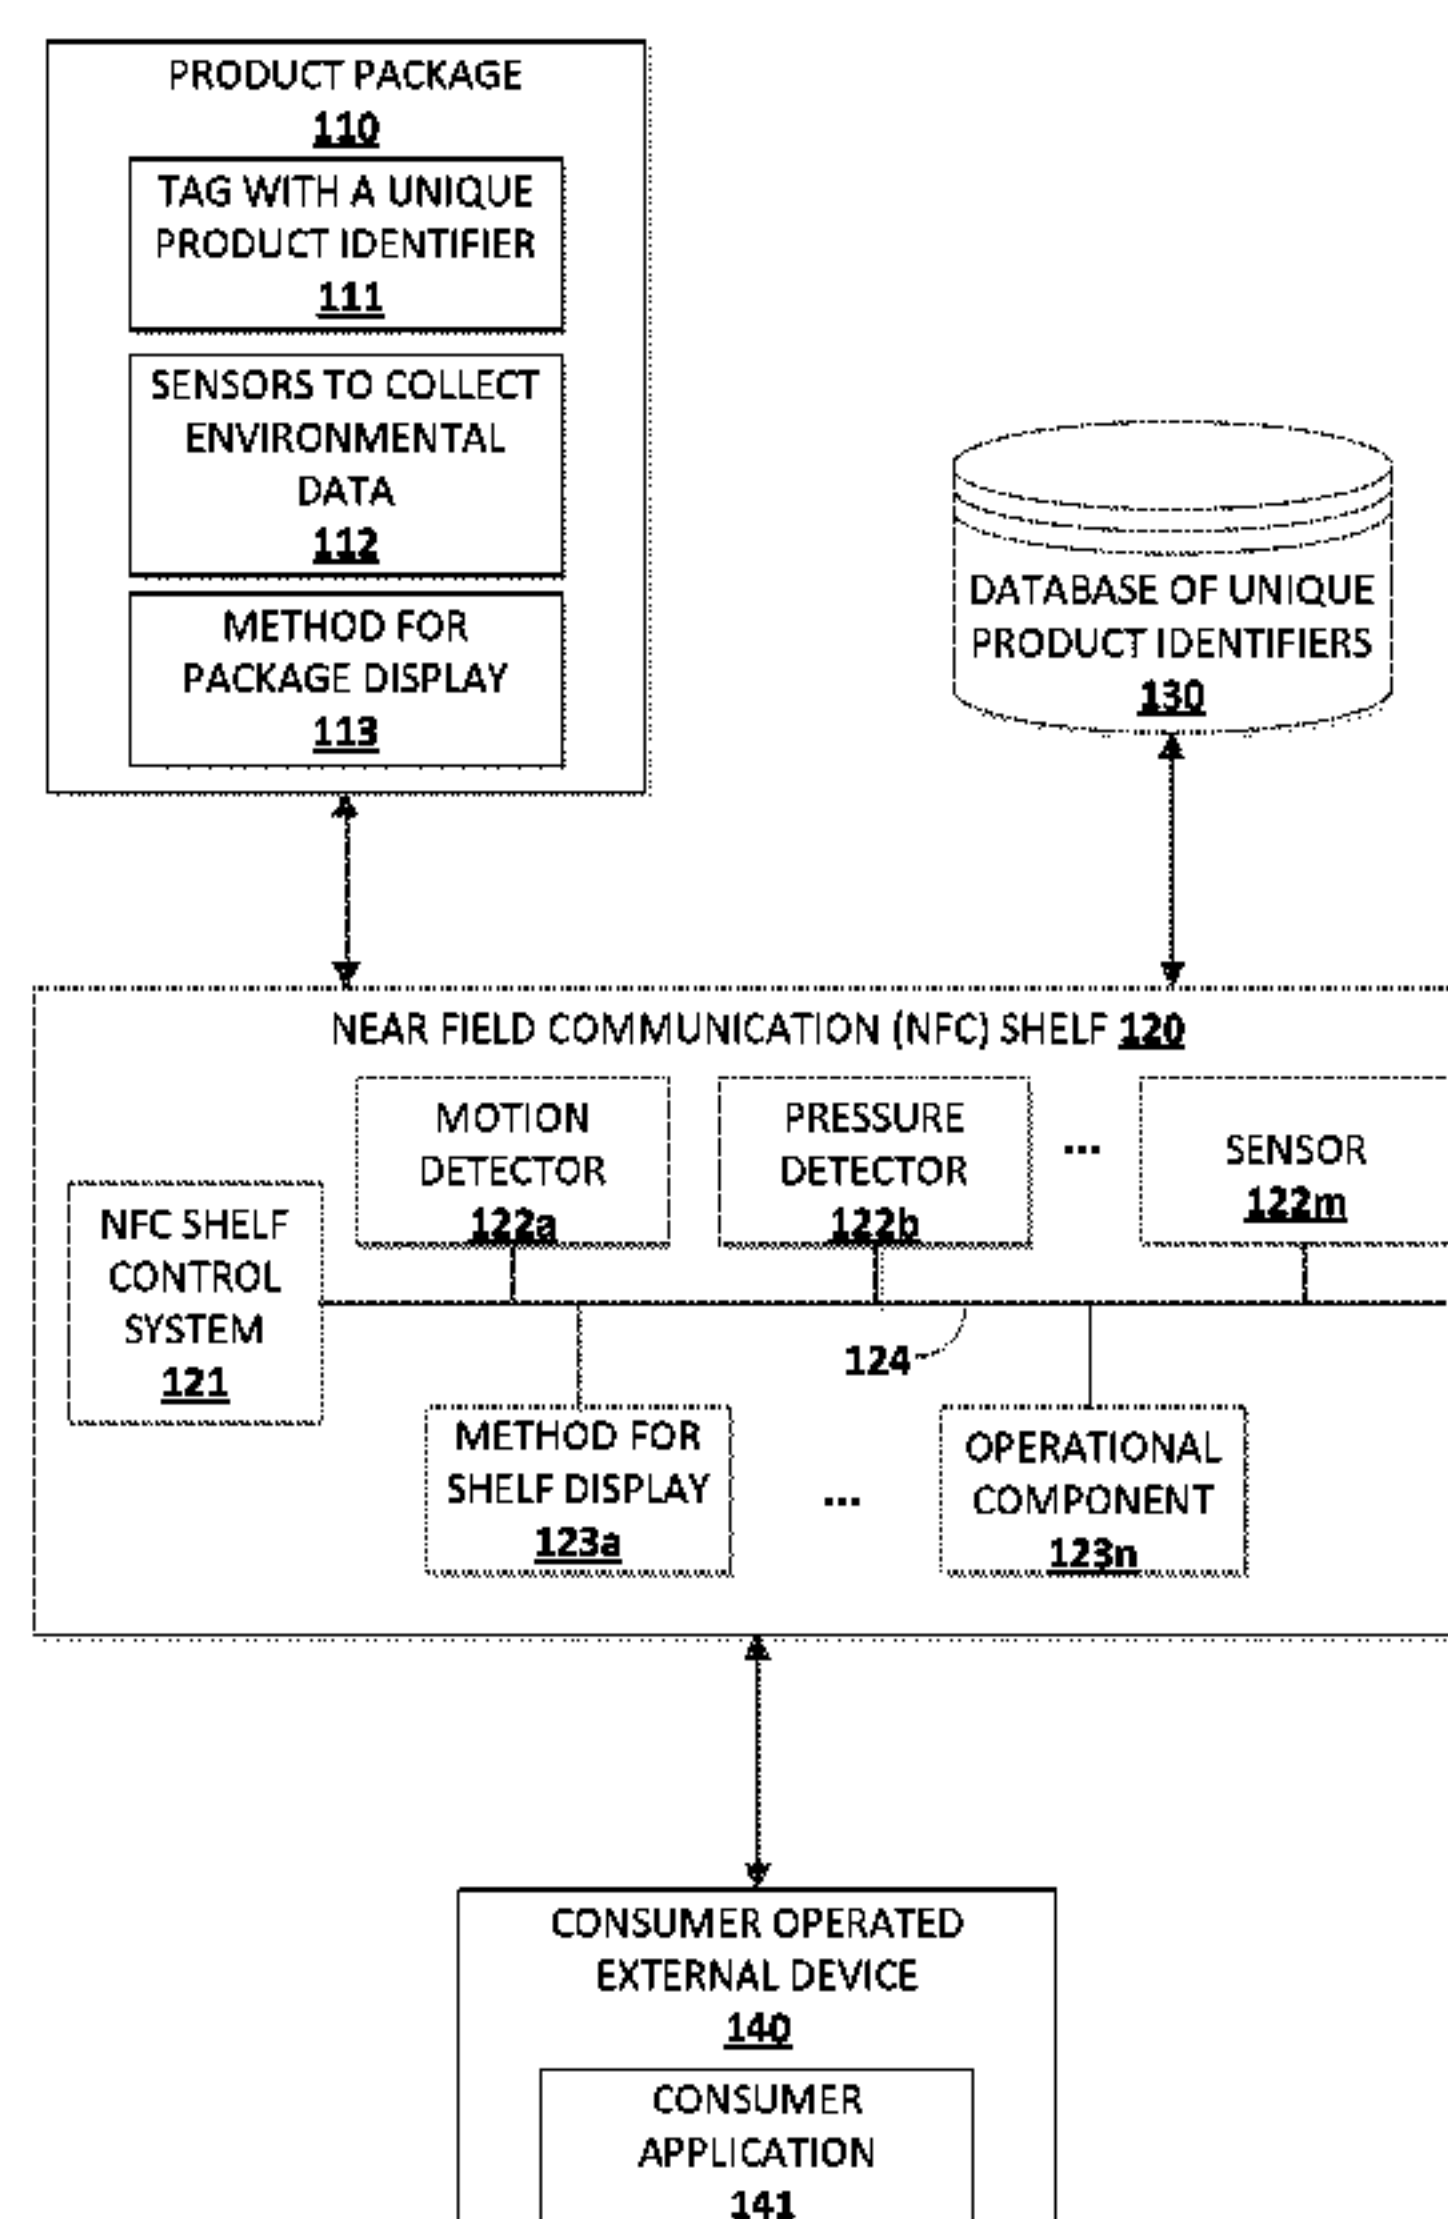 PRODUCT PACKAGE
110
TAG WITH A UNIQUE
PRODUCT IDENTIFIER
111
SENSORS TO COLLECT
ENVIRONMENTAL
DATA
112
METHOD FOR
PACKAGE DISPLAY
113
DATABASE OF UNIQUE
PRODUCT IDENTIFIERS
130
NEAR FIELD COMMUNICATION (NFC) SHELF 120
MOTION
DETECTOR
122a
PRESSURE
DETECTOR
122b
...
SENSOR
122m
NFC SHELF
CONTROL
SYSTEM
121
124
METHOD FOR
SHELF DISPLAY
123a
...
OPERATIONAL
COMPONENT
123n
CONSUMER OPERATED
EXTERNAL DEVICE
140
CONSUMER
APPLICATION
141